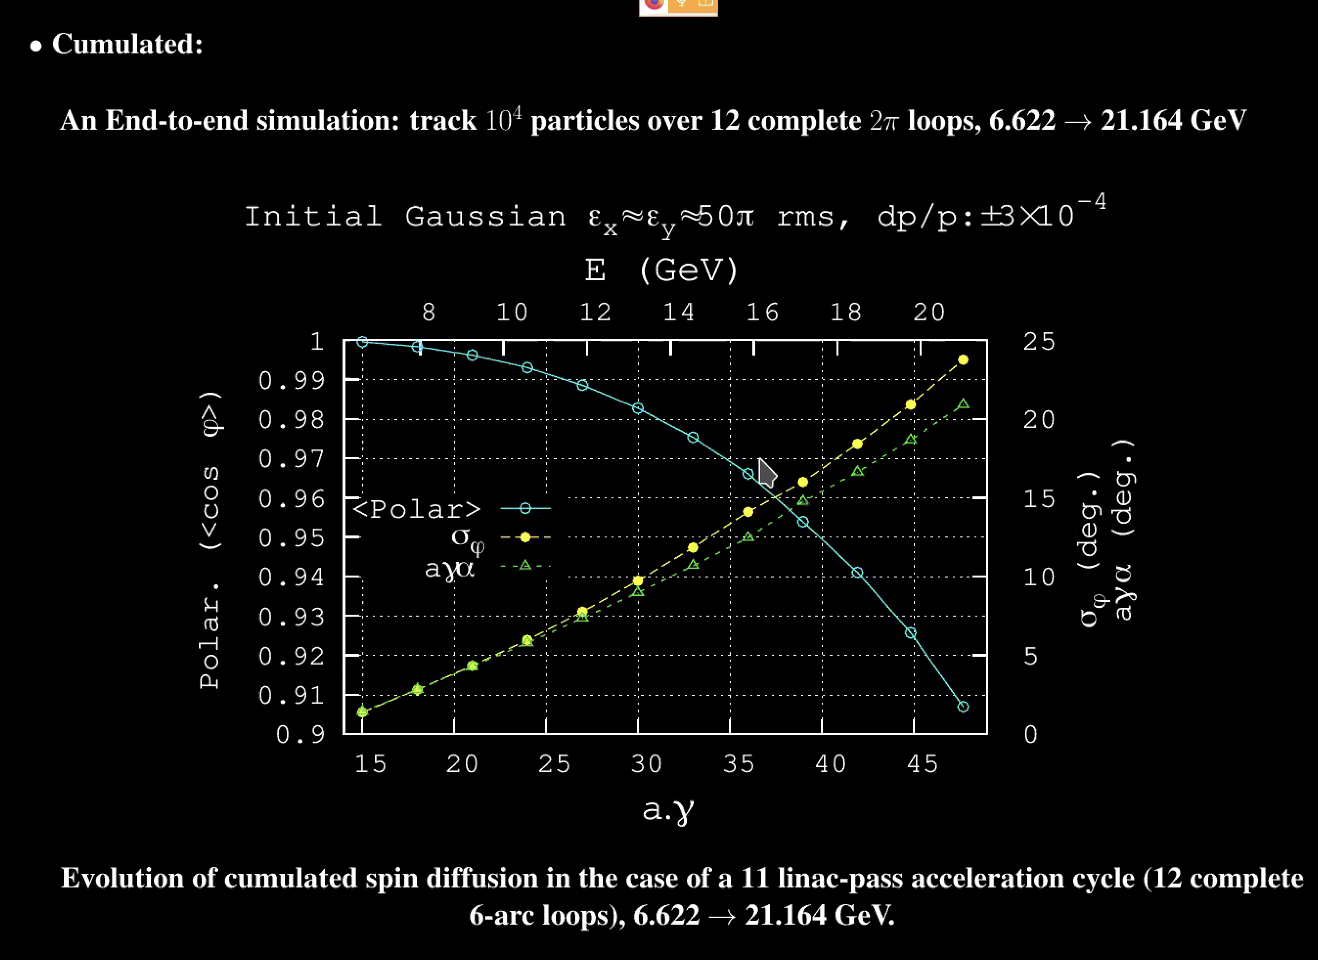 • Cumulated:
An End-to-end simulation: track 10⁴ particles over 12 complete 2π loops, 6.622 → 21.164 GeV
Initial Gaussian εx≈εy≈50π rms, dp/p:±3×10⁻⁴
E (GeV)
8 10 12 14 16 18 20
1
0.99
0.98
0.97
0.96
0.95
0.94
0.93
0.92
0.91
0.9
Polar. (<cos φ>)
<Polar>
σφ
aγα
25
20
15
10
5
0
σφ (deg.)
aγα (deg.)
15 20 25 30 35 40 45
a.γ
Evolution of cumulated spin diffusion in the case of a 11 linac-pass acceleration cycle (12 complete
6-arc loops), 6.622 → 21.164 GeV.